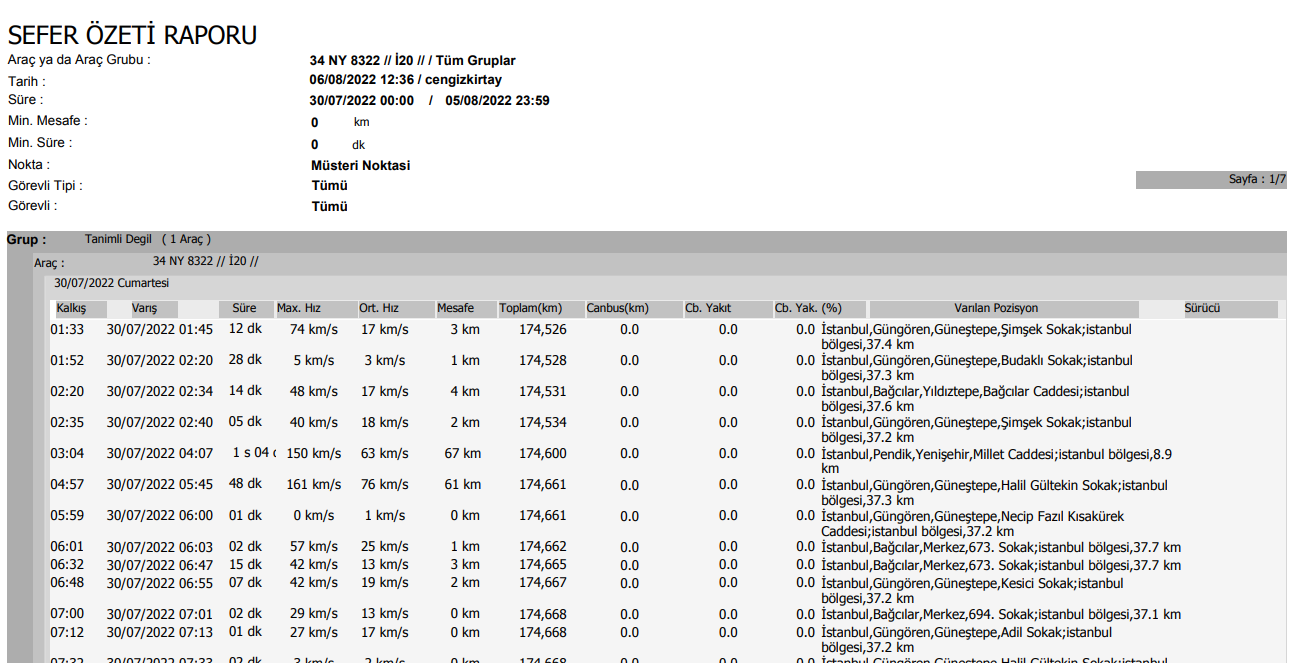 SEFER ÖZETİ RAPORU
Araç ya da Araç Grubu : 34 NY 8322 // İ20 // / Tüm Gruplar
Tarih : 06/08/2022 12:36 / cengizkirtay
Süre : 30/07/2022 00:00 / 05/08/2022 23:59
Min. Mesafe : 0 km
Min. Süre : 0 dk
Nokta : Müsteri Noktasi
Sayfa : 1/7
Görevli Tipi : Tümü
Görevli : Tümü
Grup : Tanimli Degil ( 1 Araç )
Araç : 34 NY 8322 // İ20 //
30/07/2022 Cumartesi
Kalkış Varış Süre Max. Hız Ort. Hız Mesafe Toplam(km) Canbus(km) Cb. Yakıt Cb. Yak. (%) Varılan Pozisyon Sürücü
01:33 30/07/2022 01:45 12 dk 74 km/s 17 km/s 3 km 174,526 0.0 0.0 0.0 İstanbul,Güngören,Güneştepe,Şimşek Sokak;istanbul
bölgesi,37.4 km
01:52 30/07/2022 02:20 28 dk 5 km/s 3 km/s 1 km 174,528 0.0 0.0 0.0 İstanbul,Güngören,Güneştepe,Budaklı Sokak;istanbul
bölgesi,37.3 km
02:20 30/07/2022 02:34 14 dk 48 km/s 17 km/s 4 km 174,531 0.0 0.0 0.0 İstanbul,Bağcılar,Yıldıztepe,Bağcılar Caddesi;istanbul
bölgesi,37.6 km
02:35 30/07/2022 02:40 05 dk 40 km/s 18 km/s 2 km 174,534 0.0 0.0 0.0 İstanbul,Güngören,Güneştepe,Şimşek Sokak;istanbul
bölgesi,37.2 km
03:04 30/07/2022 04:07 1 s 04 150 km/s 63 km/s 67 km 174,600 0.0 0.0 0.0 İstanbul,Pendik,Yenişehir,Millet Caddesi;istanbul bölgesi,8.9
km
04:57 30/07/2022 05:45 48 dk 161 km/s 76 km/s 61 km 174,661 0.0 0.0 0.0 İstanbul,Güngören,Güneştepe,Halil Gültekin Sokak;istanbul
bölgesi,37.3 km
05:59 30/07/2022 06:00 01 dk 0 km/s 1 km/s 0 km 174,661 0.0 0.0 0.0 İstanbul,Güngören,Güneştepe,Necip Fazıl Kısakürek
Caddesi;istanbul bölgesi,37.2 km
06:01 30/07/2022 06:03 02 dk 57 km/s 25 km/s 1 km 174,662 0.0 0.0 0.0 İstanbul,Bağcılar,Merkez,673. Sokak;istanbul bölgesi,37.7 km
06:32 30/07/2022 06:47 15 dk 42 km/s 13 km/s 3 km 174,665 0.0 0.0 0.0 İstanbul,Bağcılar,Merkez,673. Sokak;istanbul bölgesi,37.7 km
06:48 30/07/2022 06:55 07 dk 42 km/s 19 km/s 2 km 174,667 0.0 0.0 0.0 İstanbul,Güngören,Güneştepe,Kesici Sokak;istanbul
bölgesi,37.2 km
07:00 30/07/2022 07:01 02 dk 29 km/s 13 km/s 0 km 174,668 0.0 0.0 0.0 İstanbul,Bağcılar,Merkez,694. Sokak;istanbul bölgesi,37.1 km
07:12 30/07/2022 07:13 01 dk 27 km/s 17 km/s 0 km 174,668 0.0 0.0 0.0 İstanbul,Güngören,Güneştepe,Adil Sokak;istanbul
bölgesi,37.2 km